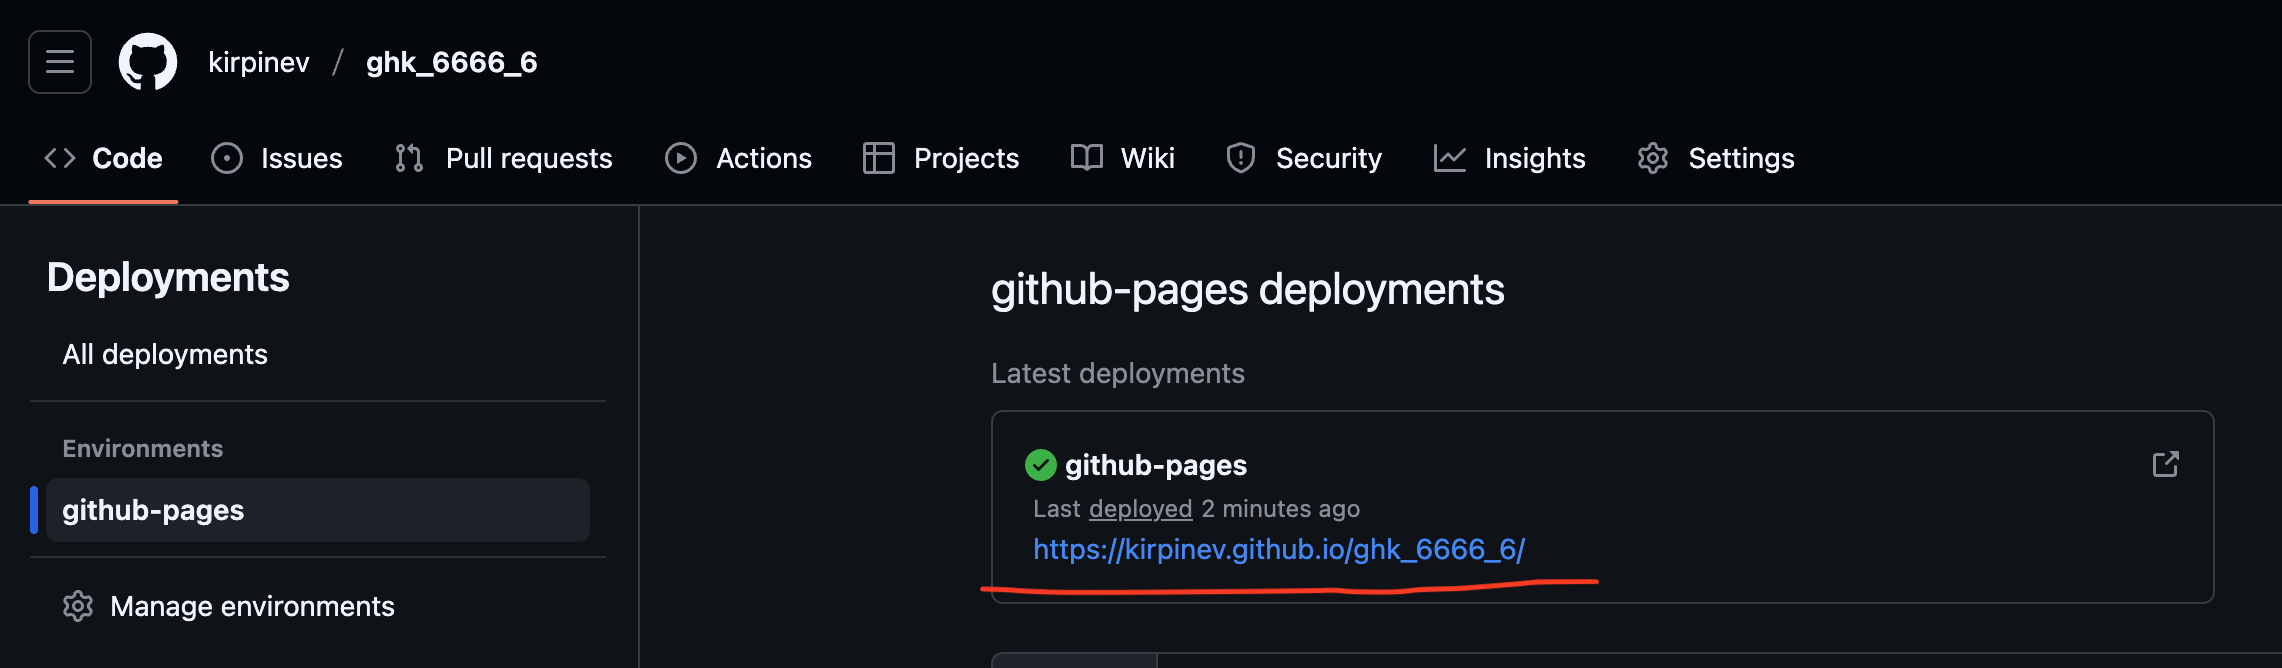 kirpinev / ghk_6666_6
Code Issues Pull requests Actions Projects Wiki Security Insights Settings
Deployments
All deployments
Environments
github-pages
Manage environments
github-pages deployments
Latest deployments
github-pages
Last deployed 2 minutes ago
https://kirpinev.github.io/ghk_6666_6/